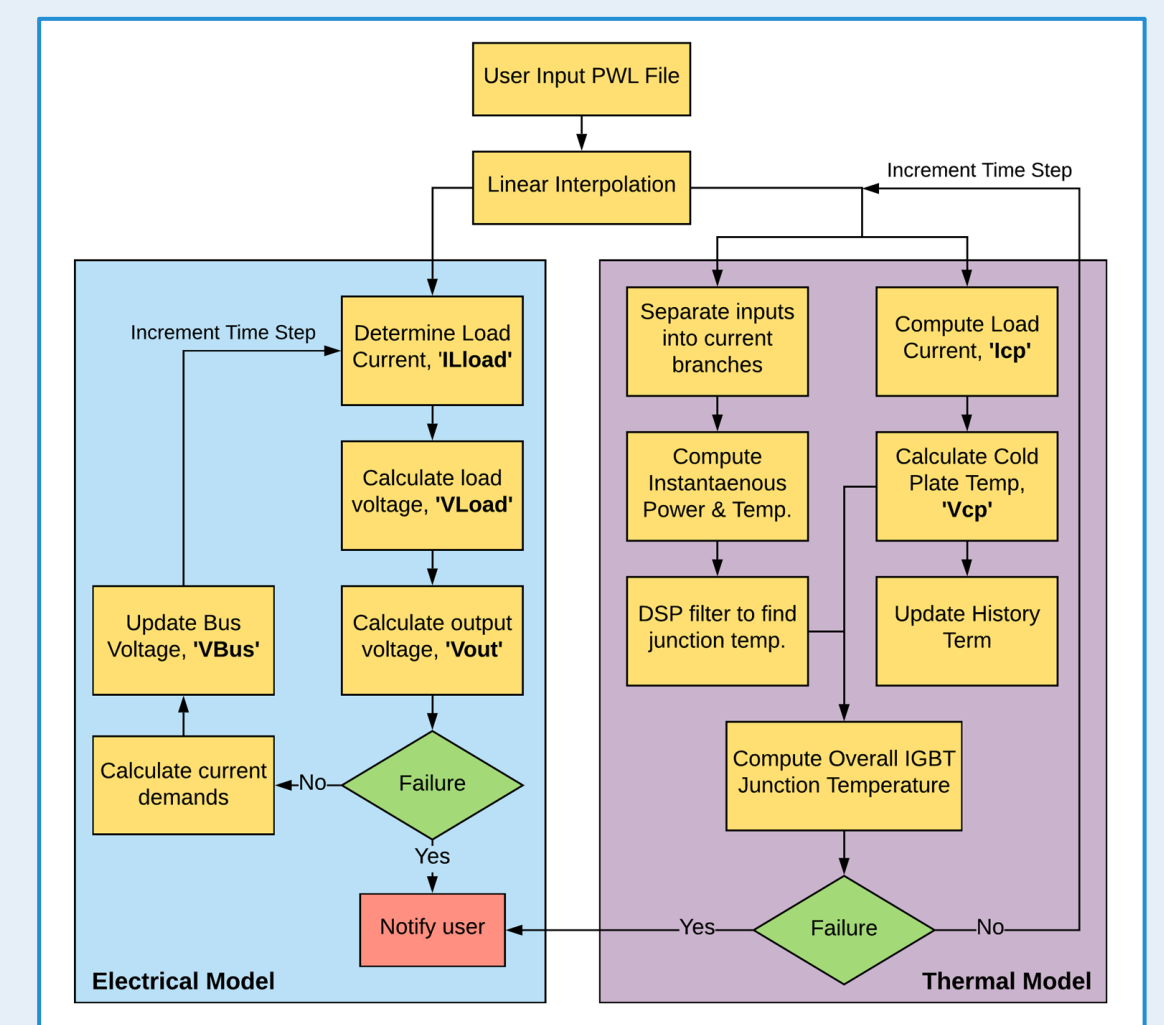 User Input PWL File
Linear Interpolation
Increment Time Step
Increment Time Step
Determine Load
Current, 'ILload'
Calculate load
voltage, 'VLoad'
Calculate output
voltage, 'Vout'
Failure
No
Calculate current
demands
Update Bus
Voltage, 'VBus'
Yes
Notify user
Electrical Model
Separate inputs
into current
branches
Compute
Instantaenous
Power & Temp.
DSP filter to find
junction temp.
Compute Load
Current, 'Icp'
Calculate Cold
Plate Temp,
'Vcp'
Update History
Term
Compute Overall IGBT
Junction Temperature
Failure
Yes
No
Thermal Model